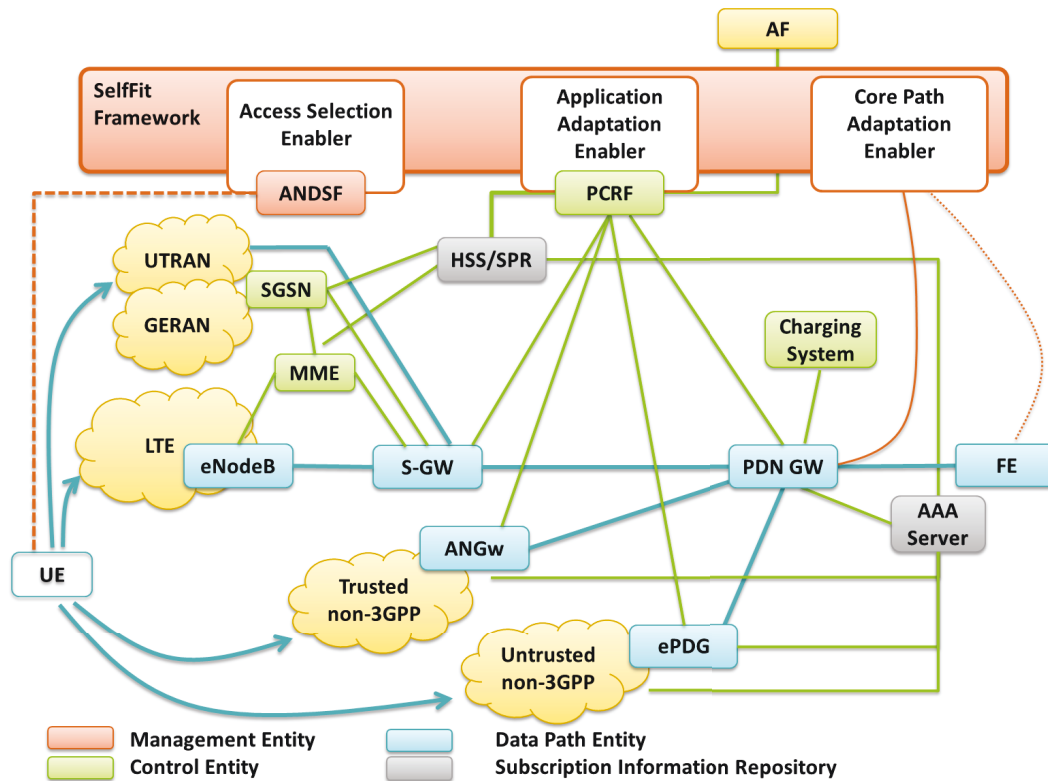 AF
SelfFit
Framework
Access Selection
Enabler
Application
Adaptation
Enabler
Core Path
Adaptation
Enabler
ANDSF
PCRF
UTRAN
HSS/SPR
SGSN
GERAN
Charging
System
MME
LTE
eNodeB
S-GW
PDN GW
FE
AAA
Server
ANGw
UE
Trusted
non-3GPP
ePDG
Untrusted
non-3GPP
Management Entity
Data Path Entity
Control Entity
Subscription Information Repository